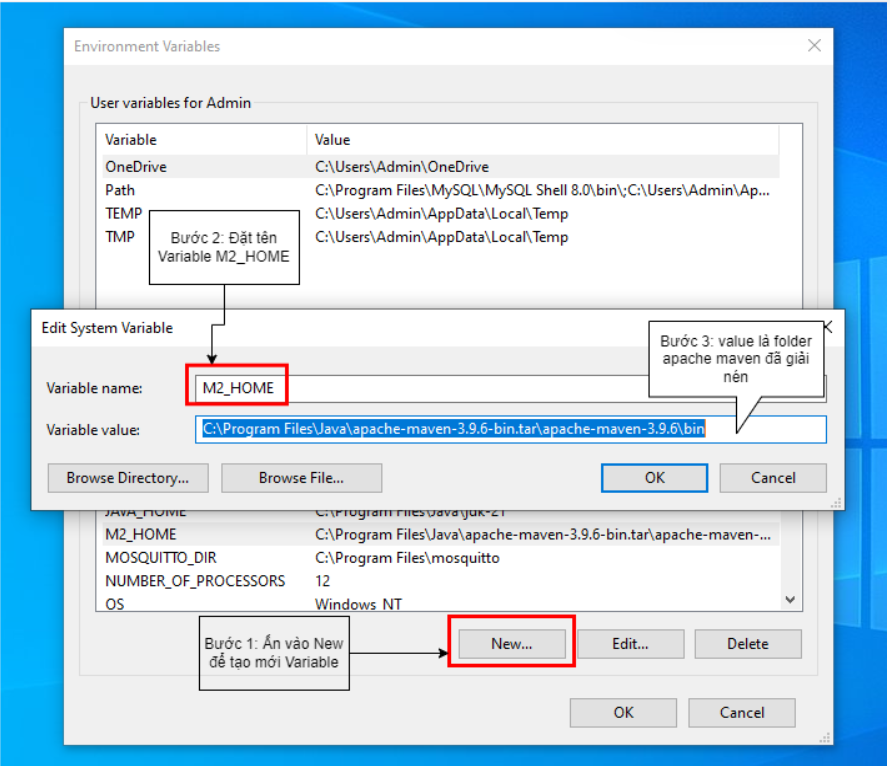 Environment Variables
User variables for Admin
Variable Value
OneDrive C:\Users\Admin\OneDrive
Path C:\Program Files\MySQL\MySQL Shell 8.0\bin\;C:\Users\Admin\Ap...
TEMP C:\Users\Admin\AppData\Local\Temp
TMP C:\Users\Admin\AppData\Local\Temp
Bước 2: Đặt tên
Variable M2_HOME
Edit System Variable
Bước 3: value là folder
apache maven đã giải
nén
Variable name: M2_HOME
Variable value: C:\Program Files\Java\apache-maven-3.9.6-bin.tar\apache-maven-3.9.6\bin
Browse Directory... Browse File... OK Cancel
JAVA_HOME C:\Program Files\Java\jdk-21
M2_HOME C:\Program Files\Java\apache-maven-3.9.6-bin.tar\apache-maven-...
MOSQUITTO_DIR C:\Program Files\mosquitto
NUMBER_OF_PROCESSORS 12
OS Windows_NT
Bước 1: Ấn vào New
để tạo mới Variable
New... Edit... Delete
OK Cancel